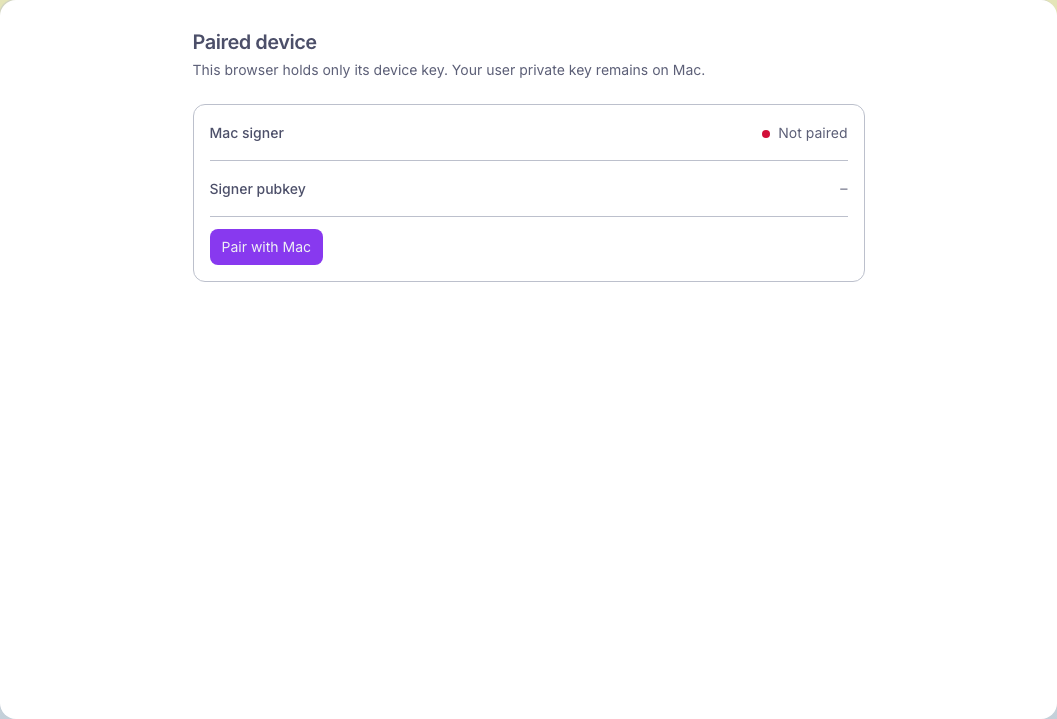 Paired device
This browser holds only its device key. Your user private key remains on Mac.
Mac signer
Not paired
Signer pubkey
–
Pair with Mac